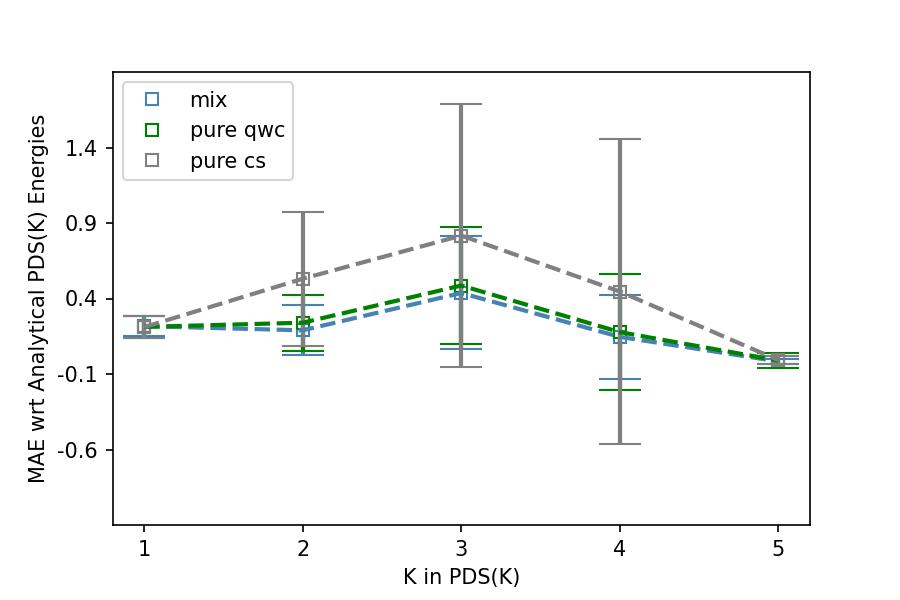 mix
pure qwc
pure cs
MAE wrt Analytical PDS(K) Energies
1.4
0.9
0.4
-0.1
-0.6
1 2 3 4 5
K in PDS(K)